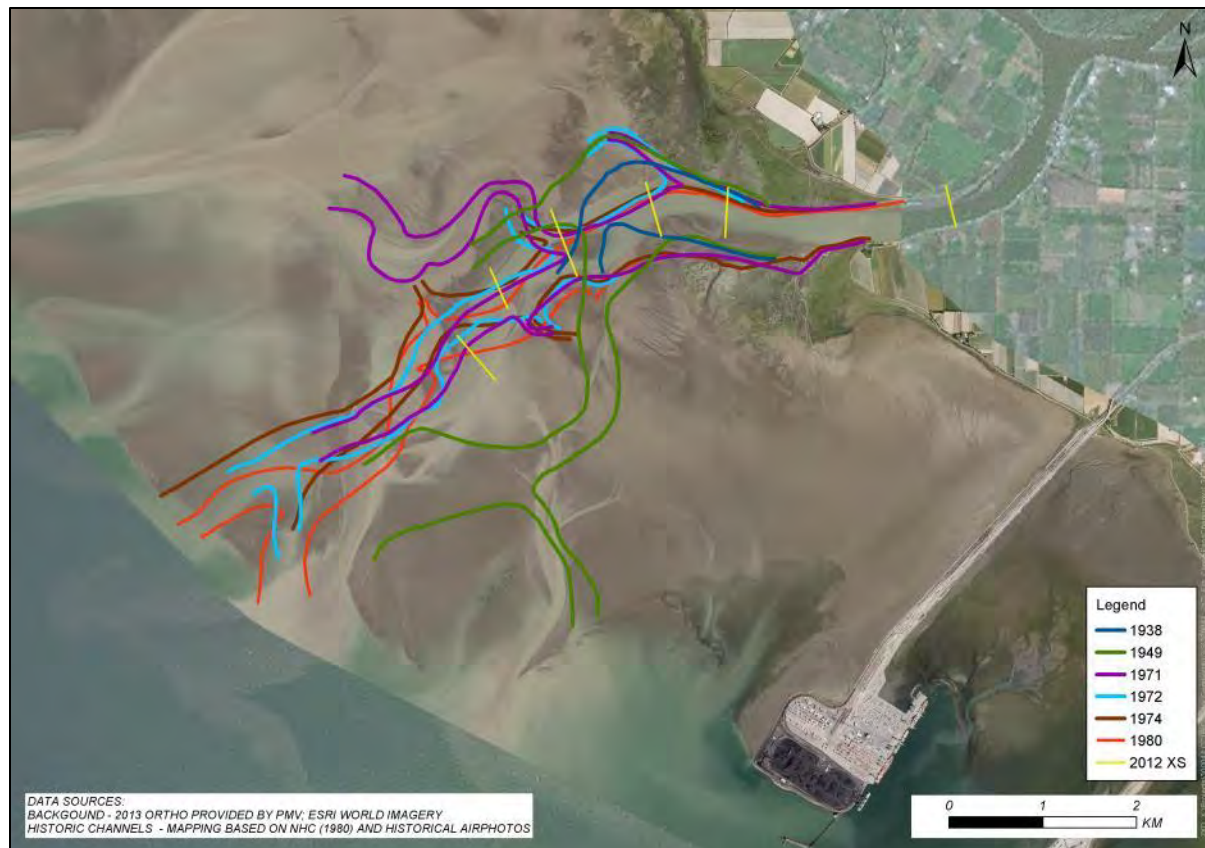 N
Legend
1938
1949
1971
1972
1974
1980
2012 XS
DATA SOURCES:
BACKGOUND - 2013 ORTHO PROVIDED BY PMV; ESRI WORLD IMAGERY
HISTORIC CHANNELS - MAPPING BASED ON NHC (1980) AND HISTORICAL AIRPHOTOS
0 1 2
KM